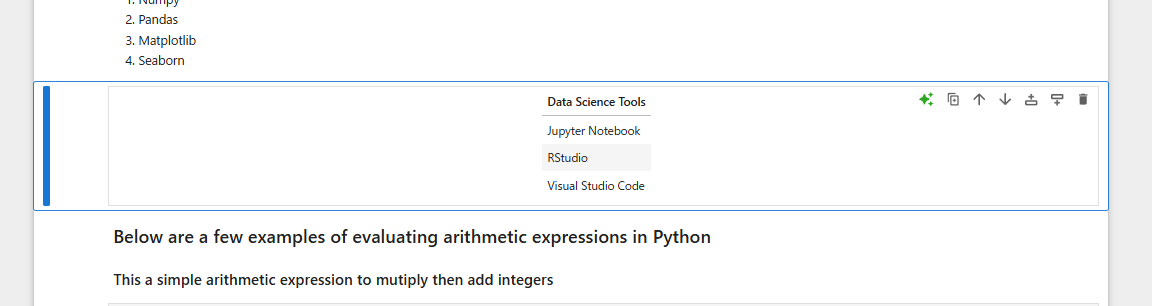 1. Numpy
2. Pandas
3. Matplotlib
4. Seaborn
Data Science Tools
Jupyter Notebook
RStudio
Visual Studio Code
Below are a few examples of evaluating arithmetic expressions in Python
This a simple arithmetic expression to mutiply then add integers